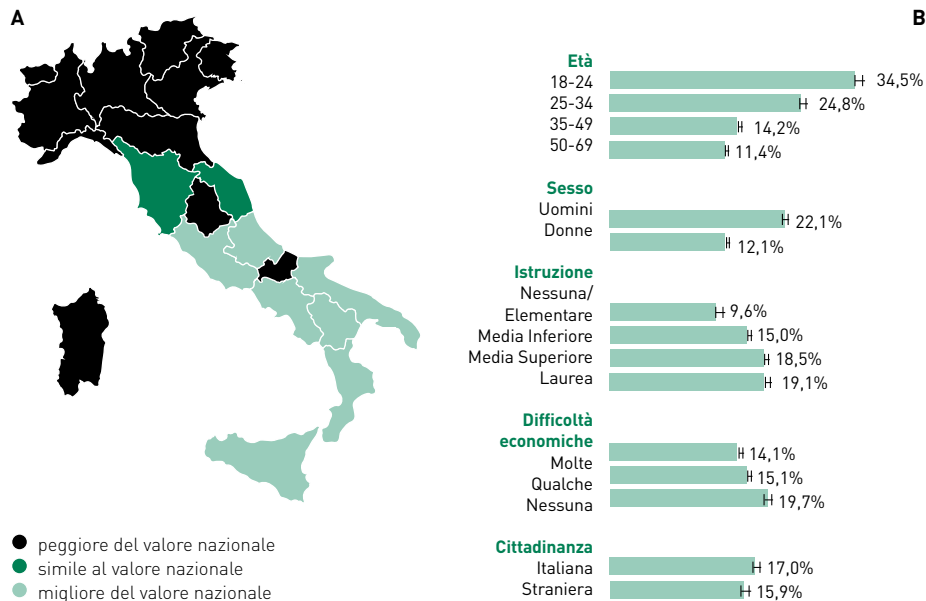 A
peggiore del valore nazionale
simile al valore nazionale
migliore del valore nazionale
B
Età
18-24 34,5%
25-34 24,8%
35-49 14,2%
50-69 11,4%
Sesso
Uomini 22,1%
Donne 12,1%
Istruzione
Nessuna/
Elementare 9,6%
Media Inferiore 15,0%
Media Superiore 18,5%
Laurea 19,1%
Difficoltà
economiche
Molte 14,1%
Qualche 15,1%
Nessuna 19,7%
Cittadinanza
Italiana 17,0%
Straniera 15,9%